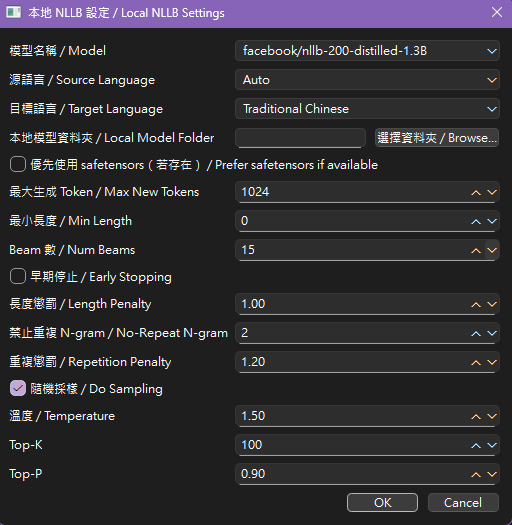 本地 NLLB 設定 / Local NLLB Settings
模型名稱 / Model facebook/nllb-200-distilled-1.3B
源語言 / Source Language Auto
目標語言 / Target Language Traditional Chinese
本地模型資料夾 / Local Model Folder 選擇資料夾 / Browse...
優先使用 safetensors（若存在） / Prefer safetensors if available
最大生成 Token / Max New Tokens 1024
最小長度 / Min Length 0
Beam 數 / Num Beams 15
早期停止 / Early Stopping
長度懲罰 / Length Penalty 1.00
禁止重複 N-gram / No-Repeat N-gram 2
重複懲罰 / Repetition Penalty 1.20
隨機採樣 / Do Sampling
溫度 / Temperature 1.50
Top-K 100
Top-P 0.90
OK Cancel